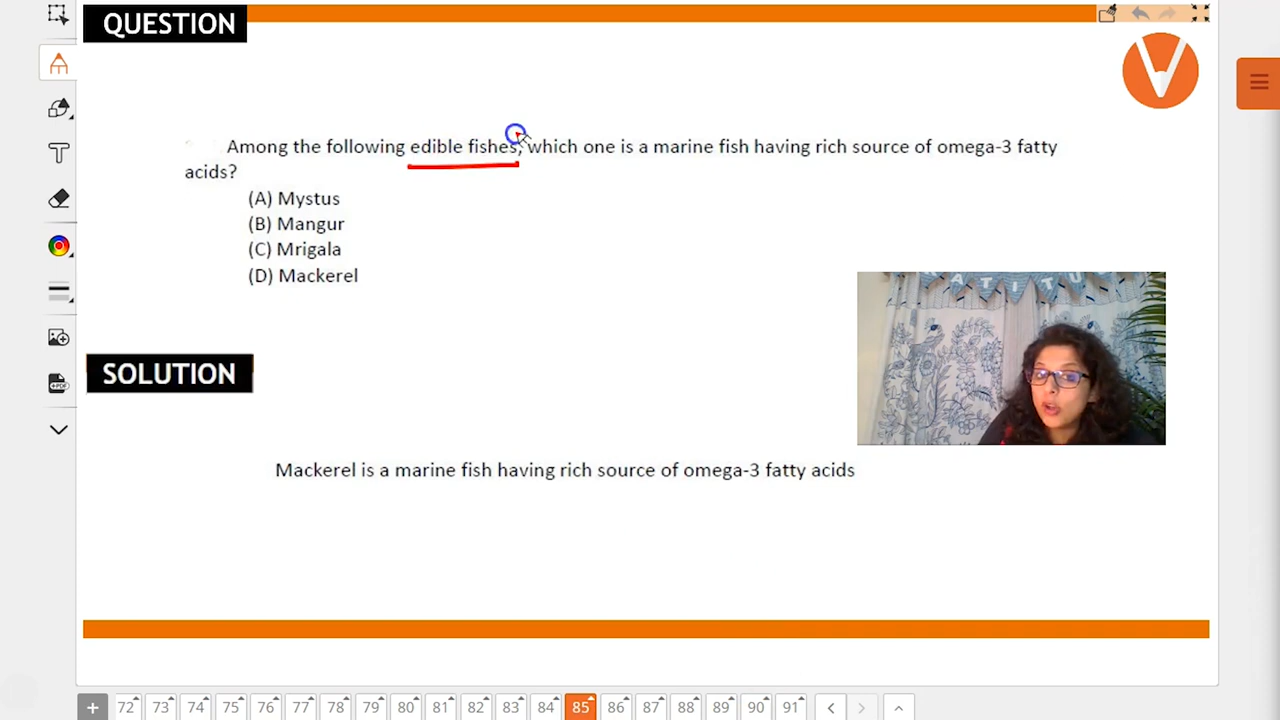 QUESTION
Among the following edible fishes, which one is a marine fish having rich source of omega-3 fatty
acids?
(A) Mystus
(B) Mangur
(C) Mrigala
(D) Mackerel
ATITU
SOLUTION
Mackerel is a marine fish having rich source of omega-3 fatty acids
72 73 74 75 76 77 78 79 80 81 82 83 84 85 86 87 88 89 90 91